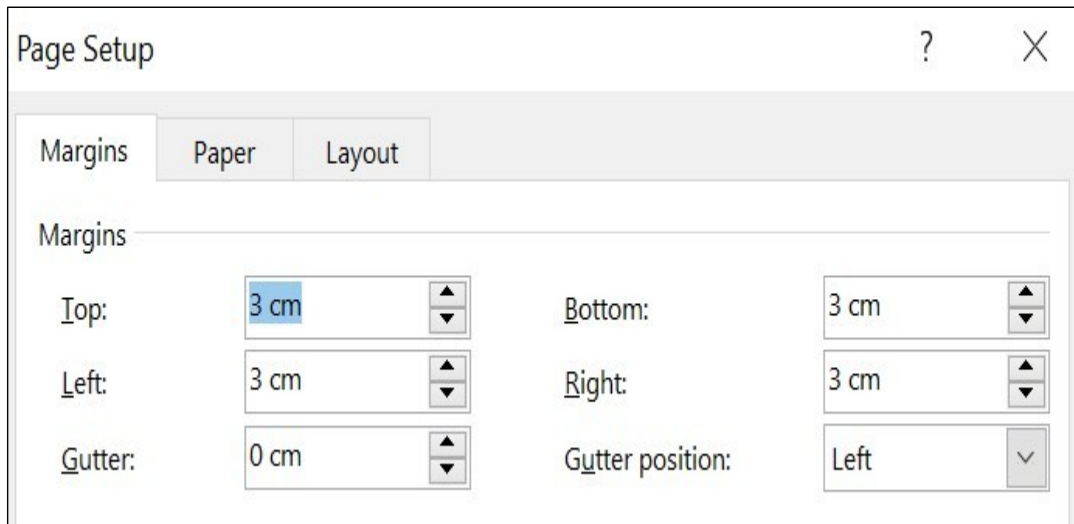 Page Setup ?
Margins Paper Layout
Margins
Top: 3 cm Bottom: 3 cm
Left: 3 cm Right: 3 cm
Gutter: 0 cm Gutter position: Left